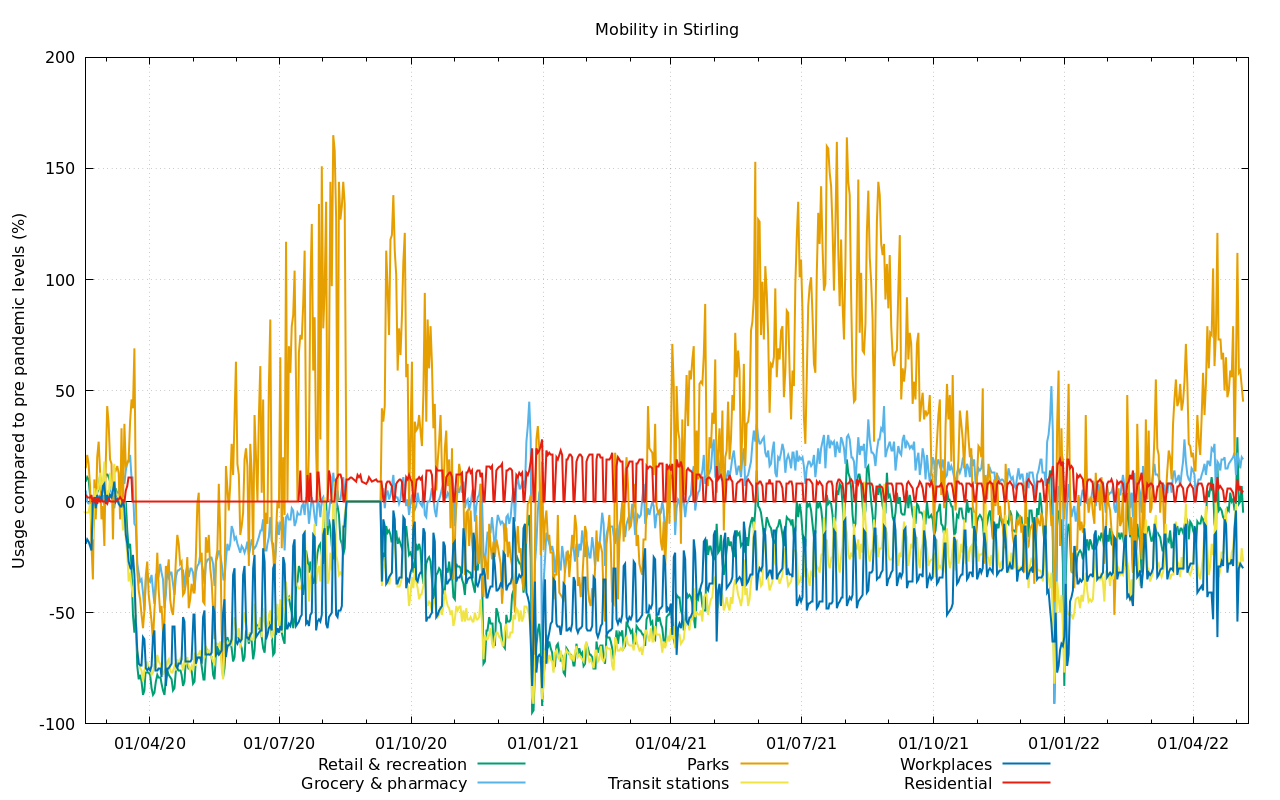 Mobility in Stirling
Usage compared to pre pandemic levels (%)
200
150
100
50
0
-50
-100
01/04/20 01/07/20 01/10/20 01/01/21 01/04/21 01/07/21 01/10/21 01/01/22 01/04/22
Retail & recreation Parks Workplaces
Grocery & pharmacy Transit stations Residential